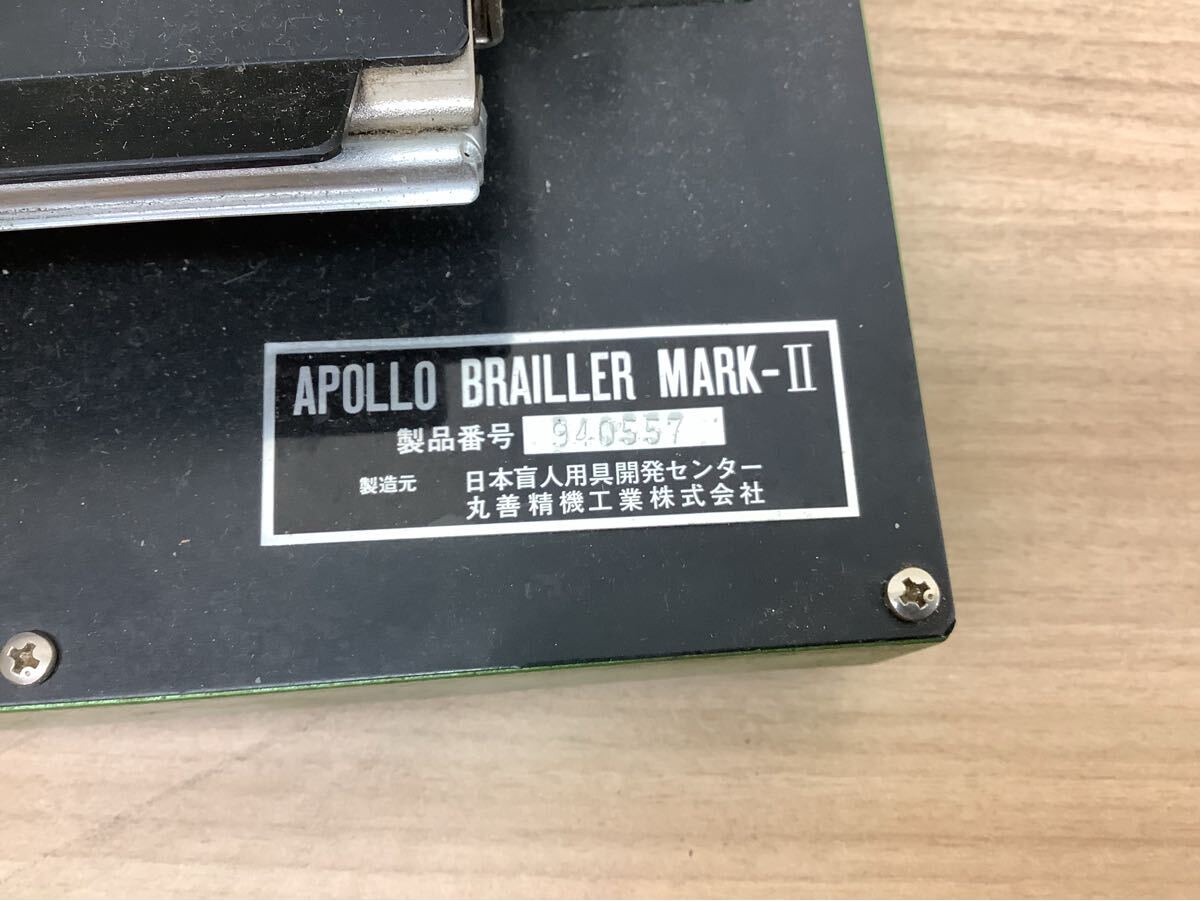 APOLLO BRAILLER MARK-Ⅱ
製品番号 940557
製造元 日本盲人用具開発センター
丸善精機工業株式会社